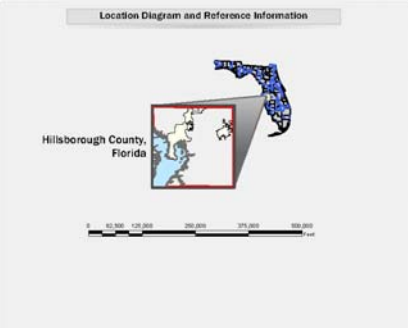 Location Diagram and Reference Information
Hillsborough County,
Florida
0 62,500 125,000 250,000 375,000 500,000
Feet